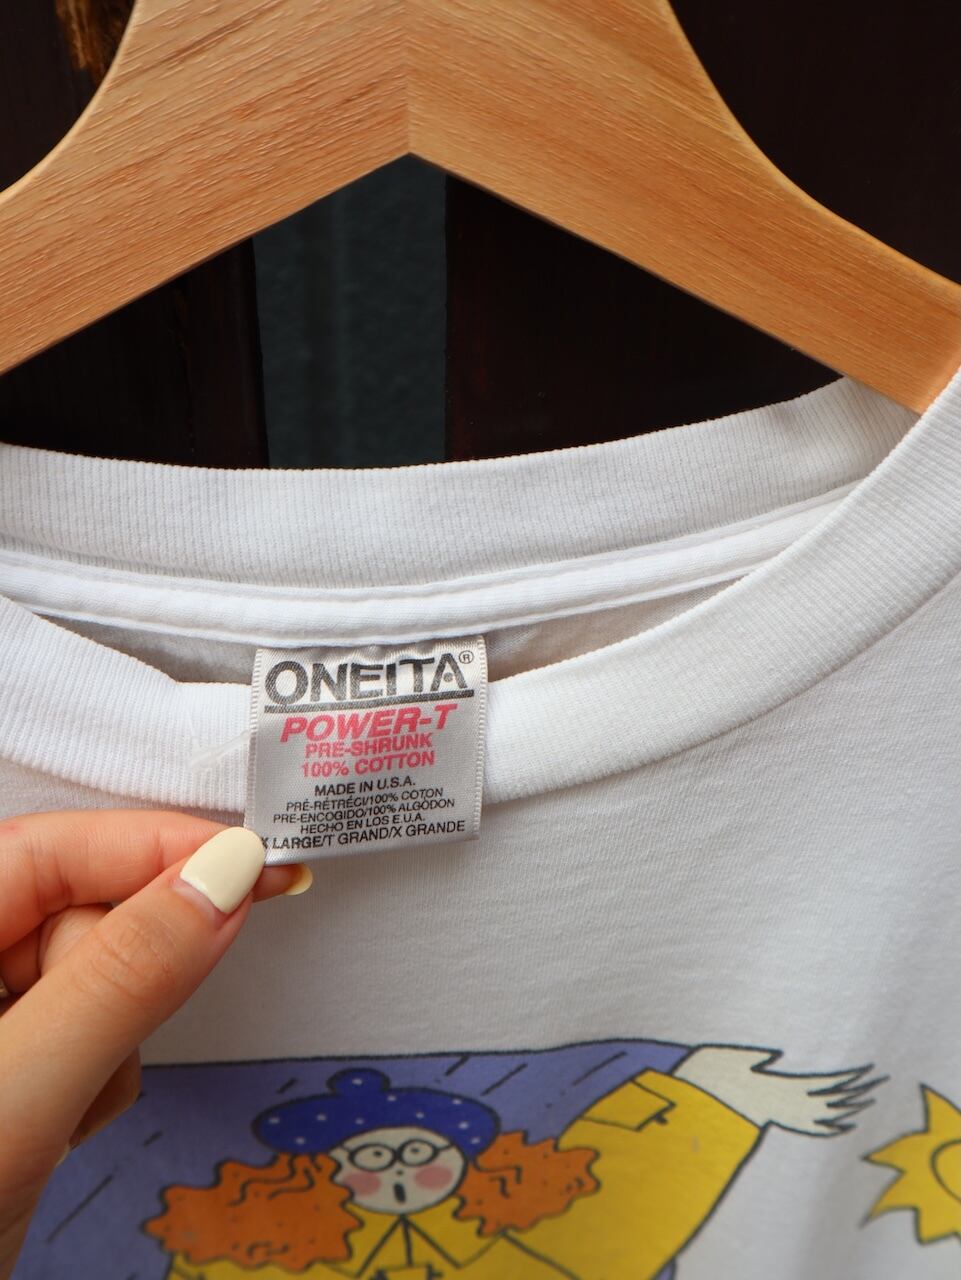 ONEITA®
POWER-T
PRE-SHRUNK
100% COTTON
MADE IN U.S.A.
PRÉ-RÉTRÉCI/100% COTON
PRE-ENCOGIDO/100% ALGODON
HECHO EN LOS E.U.A.
X LARGE/T GRAND/X GRANDE